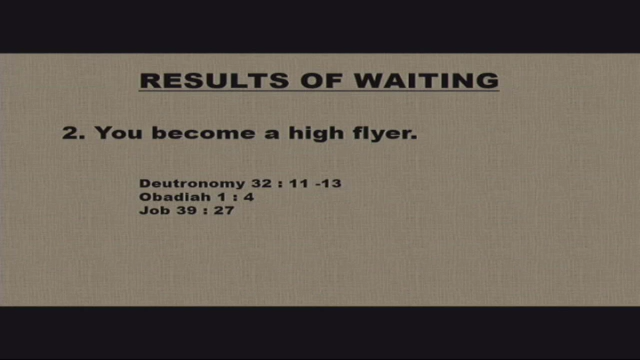 RESULTS OF WAITING
2. You become a high flyer.
Deutronomy 32 : 11 -13
Obadiah 1 : 4
Job 39 : 27